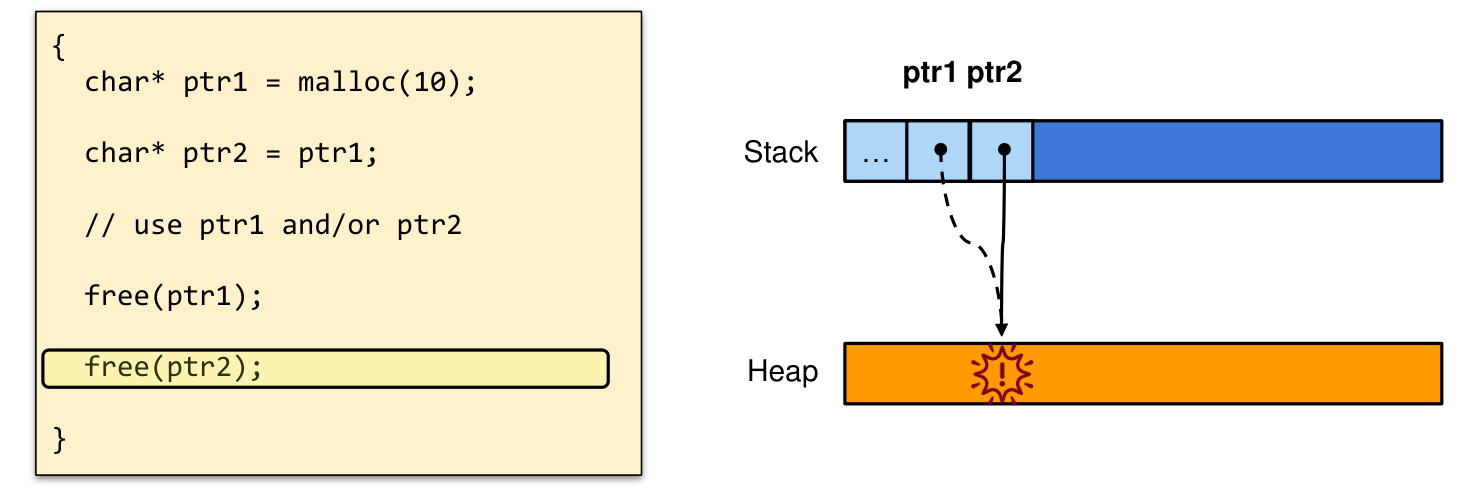 {
char* ptr1 = malloc(10);
char* ptr2 = ptr1;
// use ptr1 and/or ptr2
free(ptr1);
free(ptr2);
}
ptr1 ptr2
Stack
...
Heap
!